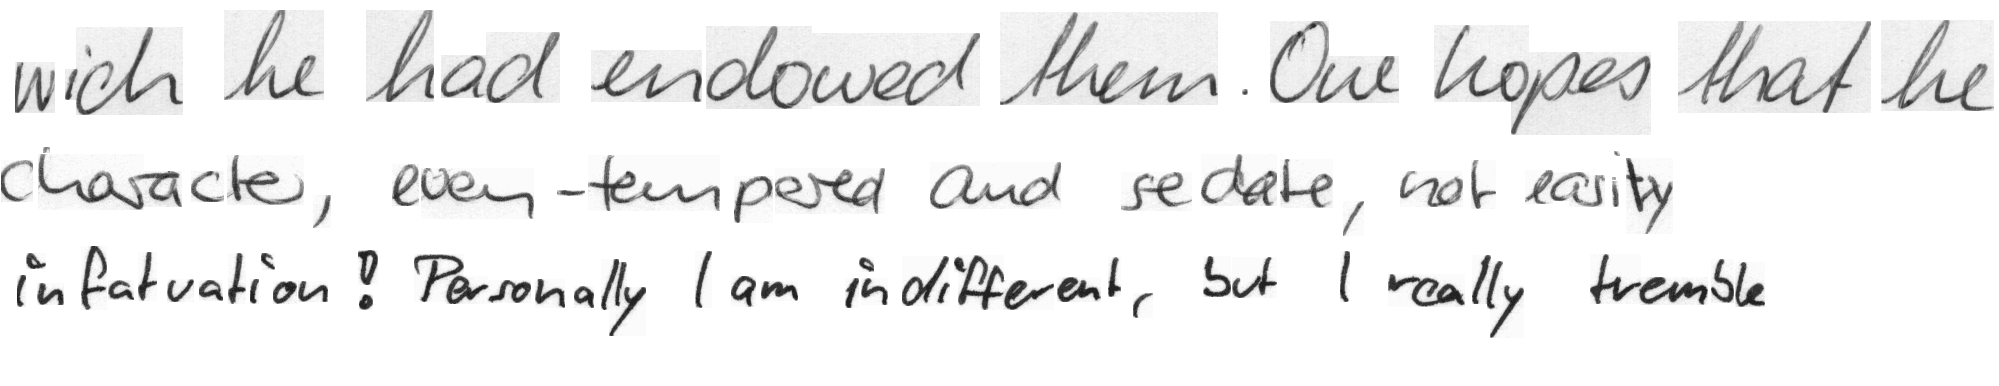 wich he had endowed them. One hopes that he
character, even-tempered and sedate, not easity
infatuation! Personally I am indifferent, but I really tremble